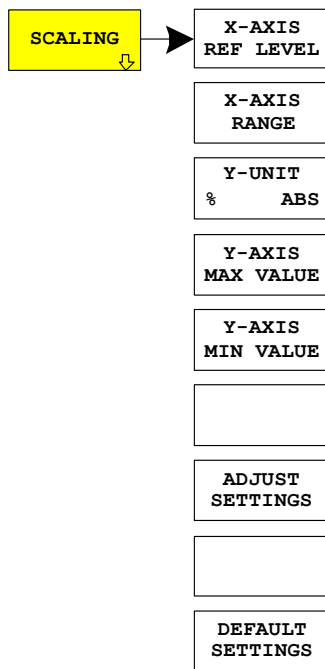 SCALING
X-AXIS
REF LEVEL
X-AXIS
RANGE
Y-UNIT
% ABS
Y-AXIS
MAX VALUE
Y-AXIS
MIN VALUE
ADJUST
SETTINGS
DEFAULT
SETTINGS